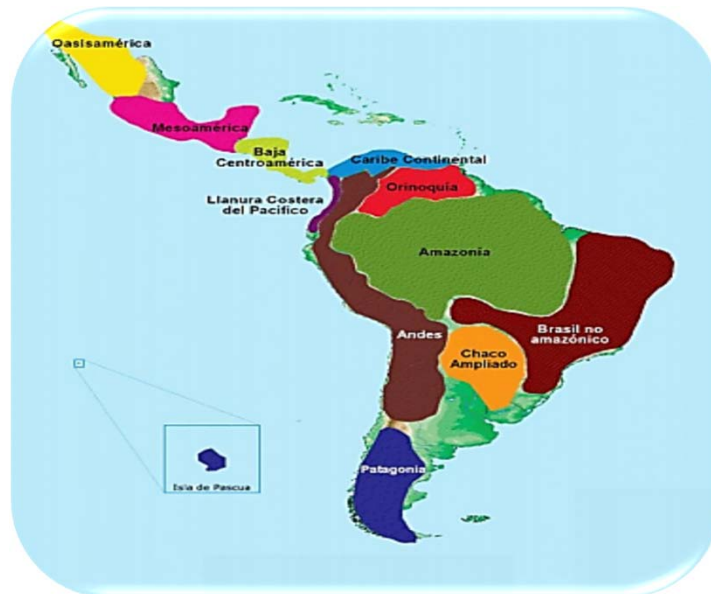 Oasisamérica
Mesoamérica
Baja
Centroamérica
Caribe Continental
Orinoquía
Llanura Costera
del Pacífico
Amazonía
Brasil no
amazónico
Andes
Chaco
Ampliado
Patagonia
Isla de Pascua